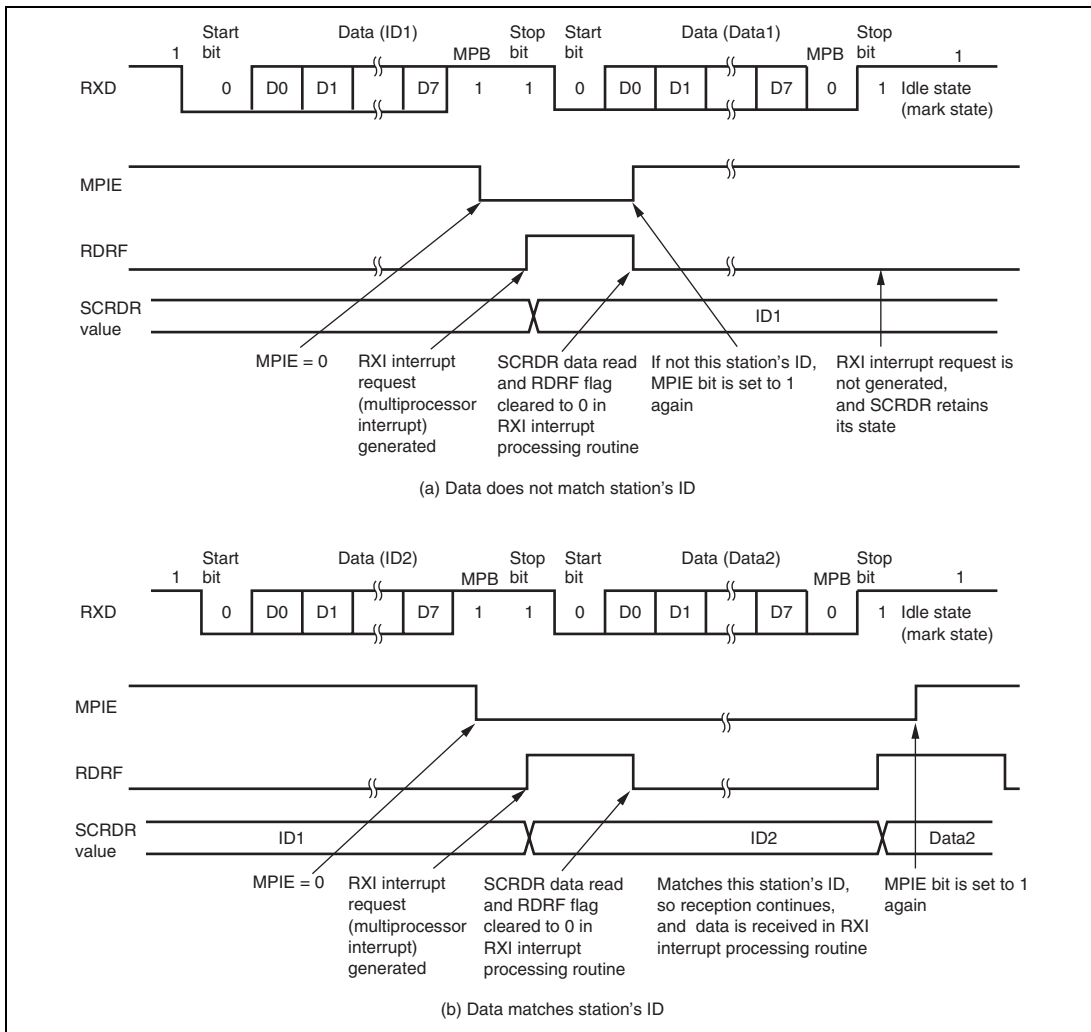 Start bit Data (ID1) MPB Stop bit Start bit Data (Data1) MPB Stop bit
1 1
RXD 0 D0 D1 D7 1 1 0 D0 D1 D7 0 1 Idle state (mark state)
MPIE
RDRF
SCRDR value
ID1
MPIE = 0
RXI interrupt
request
(multiprocessor
interrupt)
generated
SCRDR data read
and RDRF flag
cleared to 0 in
RXI interrupt
processing routine
If not this station's ID,
MPIE bit is set to 1
again
RXI interrupt request is
not generated,
and SCRDR retains
its state
(a) Data does not match station's ID
Start bit Data (ID2) MPB Stop bit Start bit Data (Data2) MPB Stop bit
1 1
RXD 0 D0 D1 D7 1 1 0 D0 D1 D7 0 1 Idle state (mark state)
MPIE
RDRF
SCRDR value
ID1 ID2 Data2
MPIE = 0
RXI interrupt
request
(multiprocessor
interrupt)
generated
SCRDR data read
and RDRF flag
cleared to 0 in
RXI interrupt
processing routine
Matches this station's ID,
so reception continues,
and data is received in RXI
interrupt processing routine
MPIE bit is set to 1
again
(b) Data matches station's ID